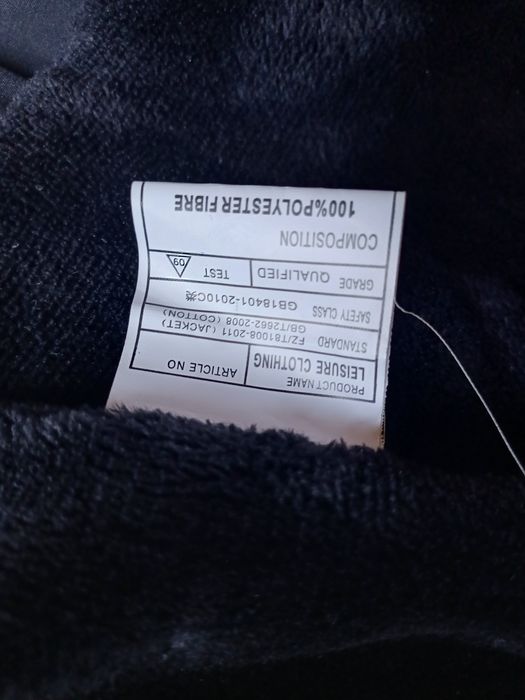 PRODUCT NAME
LEISURE CLOTHING
ARTICLE NO
STANDARD FZ/T81008-2011 (JACKET)
GB/T2662-2008 (COTTON)
SAFETY CLASS GB18401-2010C类
GRADE QUALIFIED TEST 09
COMPOSITION
100%POLYESTER FIBRE